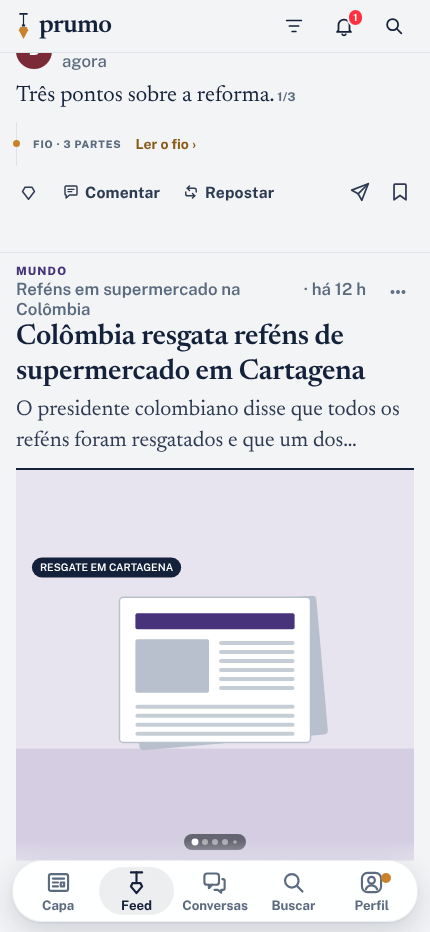 prumo
1
agora
Três pontos sobre a reforma. 1/3
FIO · 3 PARTES Ler o fio ›
Comentar Repostar
MUNDO
Reféns em supermercado na Colômbia · há 12 h
Colômbia resgata reféns de
supermercado em Cartagena
O presidente colombiano disse que todos os
reféns foram resgatados e que um dos...
RESGATE EM CARTAGENA
Capa Feed Conversas Buscar Perfil